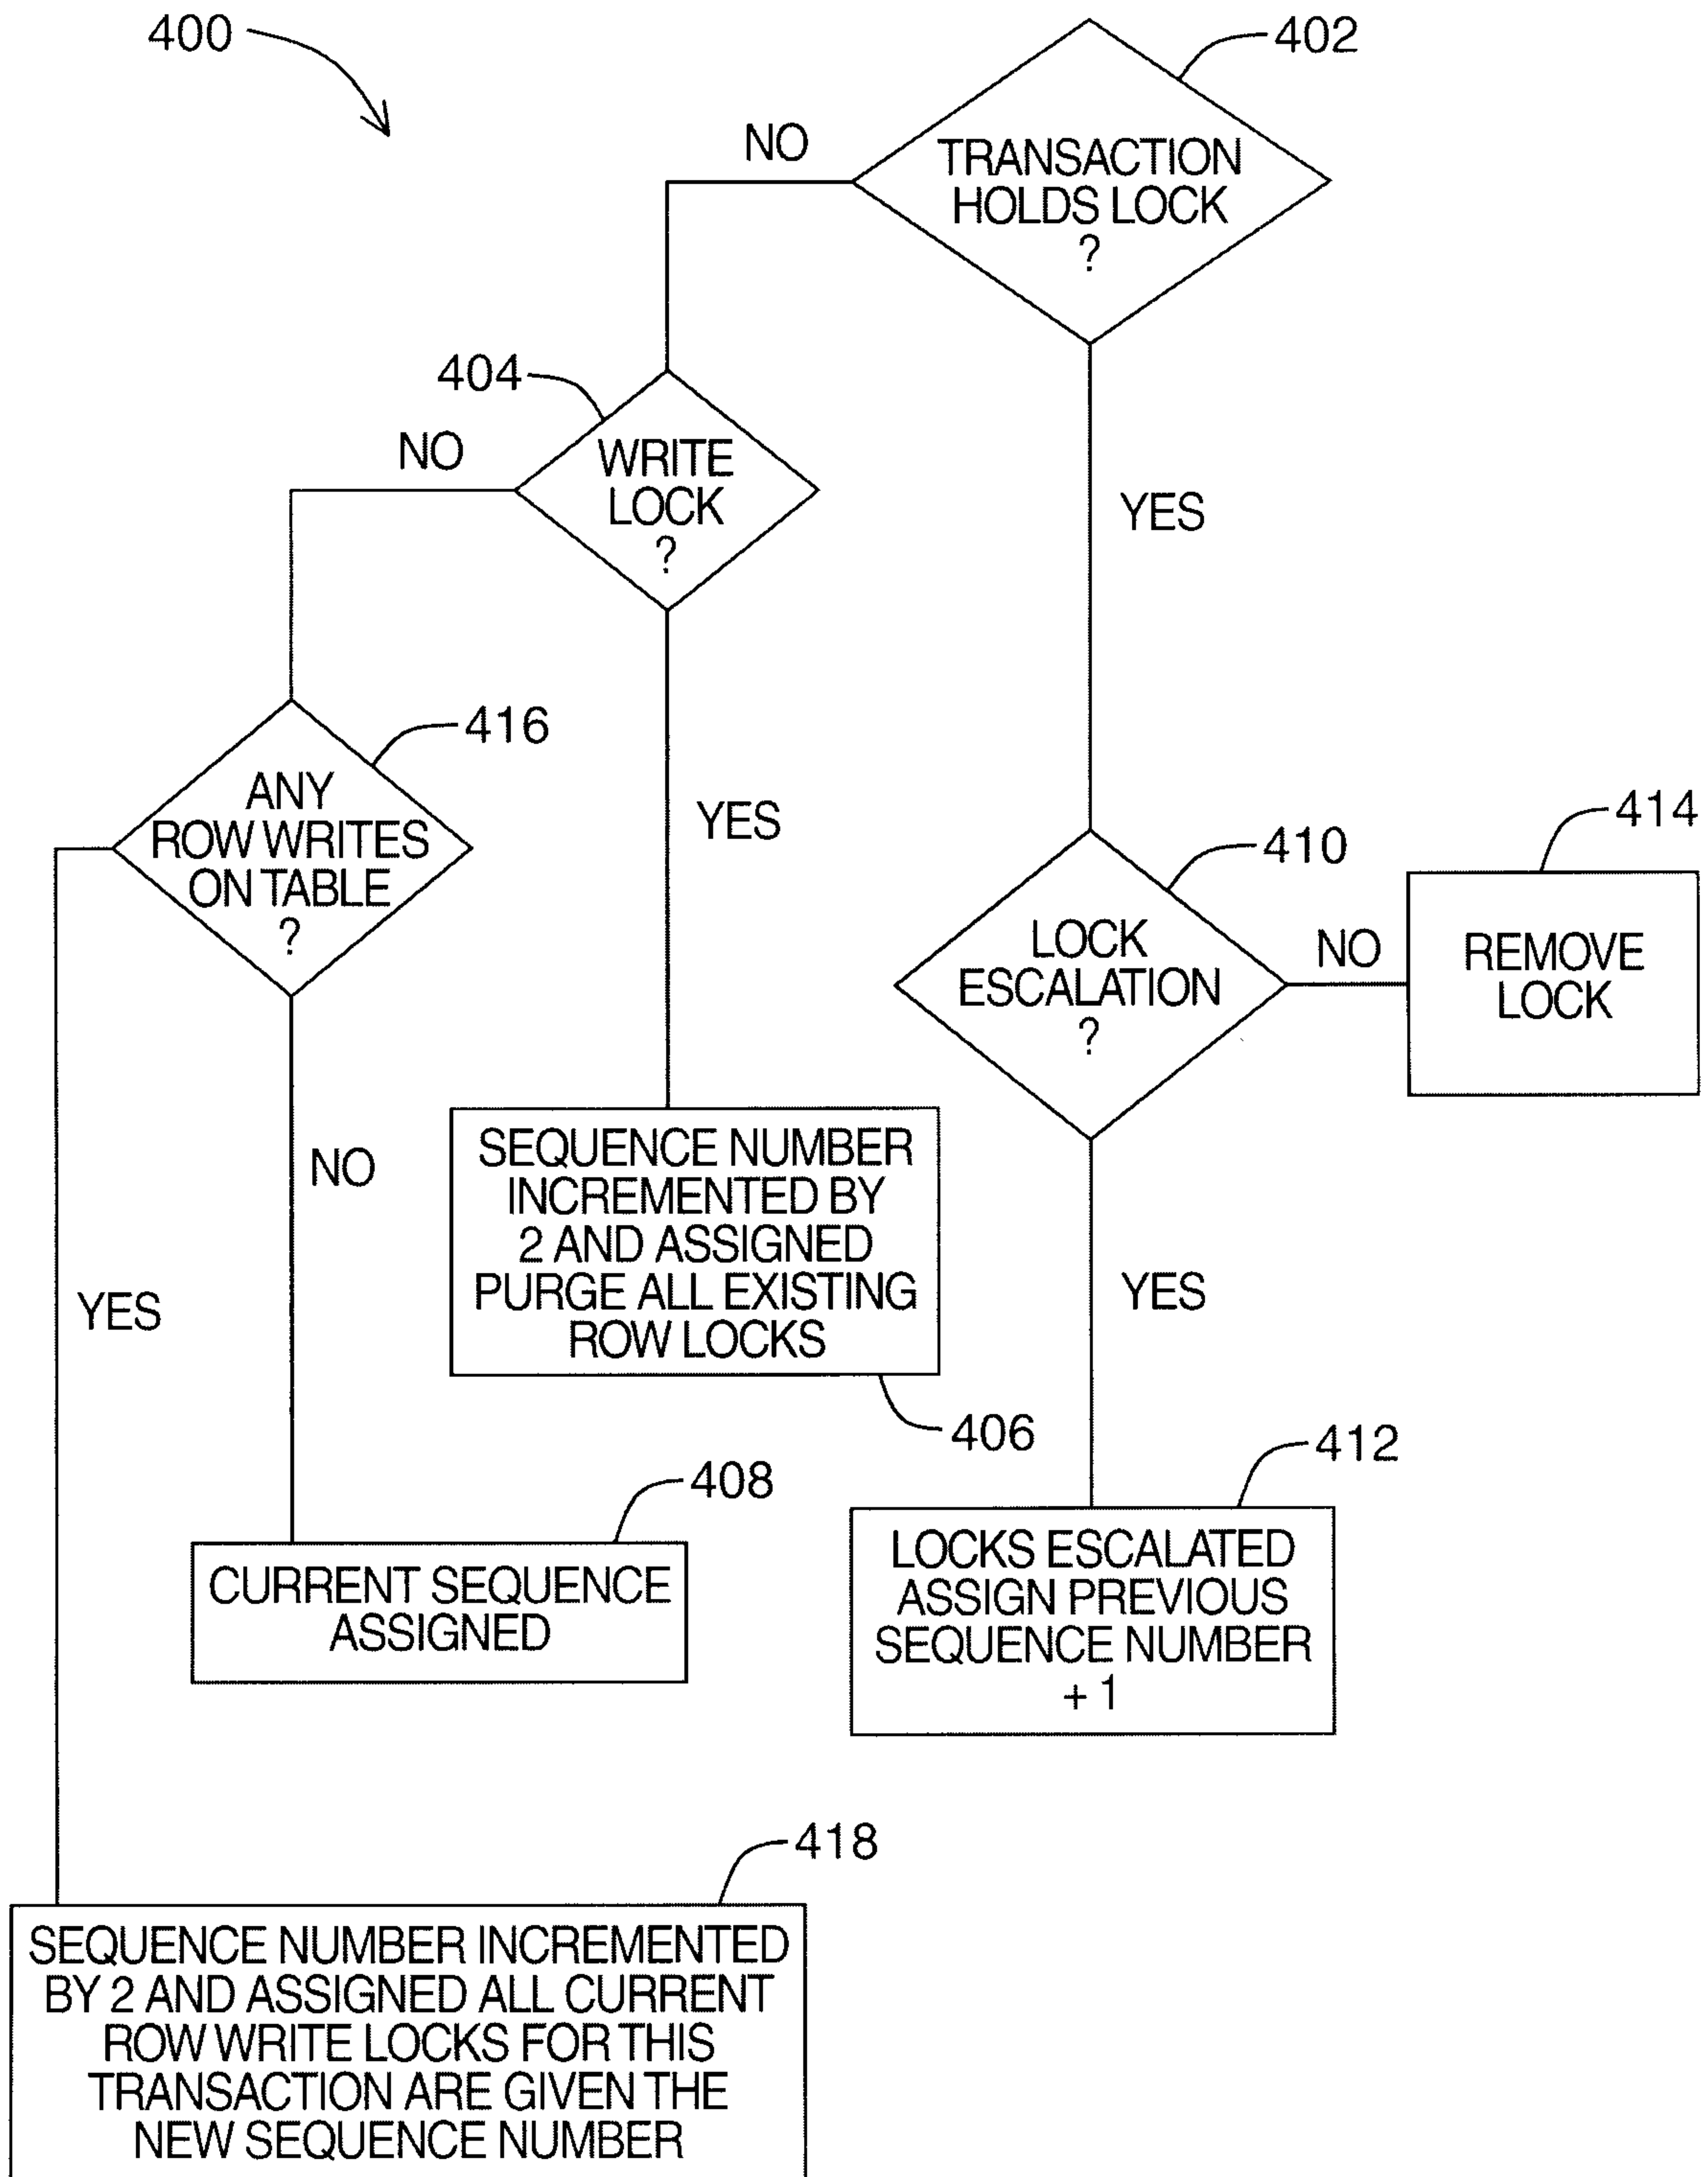 400
402
NO
TRANSACTION
HOLDS LOCK
?
404
NO
WRITE
LOCK
?
YES
416
ANY
ROW WRITES
ON TABLE
?
YES
414
410
LOCK
ESCALATION
?
NO
REMOVE
LOCK
SEQUENCE NUMBER
INCREMENTED BY
2 AND ASSIGNED
PURGE ALL EXISTING
ROW LOCKS
NO
YES
YES
406
412
408
CURRENT SEQUENCE
ASSIGNED
LOCKS ESCALATED
ASSIGN PREVIOUS
SEQUENCE NUMBER
+ 1
418
SEQUENCE NUMBER INCREMENTED
BY 2 AND ASSIGNED ALL CURRENT
ROW WRITE LOCKS FOR THIS
TRANSACTION ARE GIVEN THE
NEW SEQUENCE NUMBER